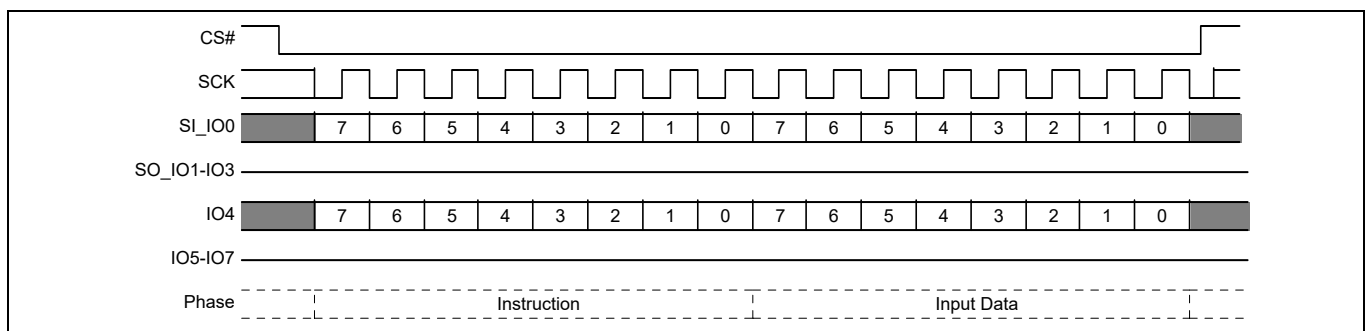 CS#
SCK
SI_IO0 7 6 5 4 3 2 1 0 7 6 5 4 3 2 1 0
SO_IO1-IO3
IO4 7 6 5 4 3 2 1 0 7 6 5 4 3 2 1 0
IO5-IO7
Phase Instruction Input Data